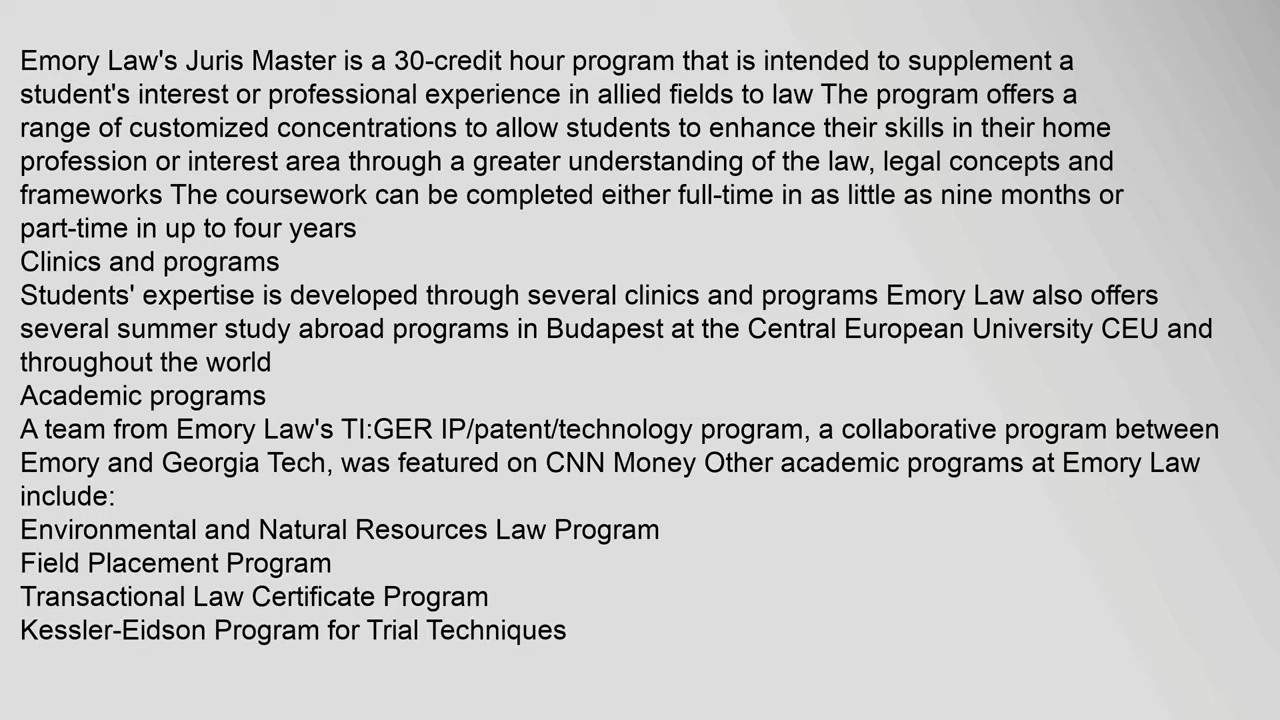 Emory Law's Juris Master is a 30-credit hour program that is intended to supplement a
student's interest or professional experience in allied fields to law The program offers a
range of customized concentrations to allow students to enhance their skills in their home
profession or interest area through a greater understanding of the law, legal concepts and
frameworks The coursework can be completed either full-time in as little as nine months or
part-time in up to four years
Clinics and programs
Students' expertise is developed through several clinics and programs Emory Law also offers
several summer study abroad programs in Budapest at the Central European University CEU and
throughout the world
Academic programs
A team from Emory Law's TI:GER IP/patent/technology program, a collaborative program between
Emory and Georgia Tech, was featured on CNN Money Other academic programs at Emory Law
include:
Environmental and Natural Resources Law Program
Field Placement Program
Transactional Law Certificate Program
Kessler-Eidson Program for Trial Techniques